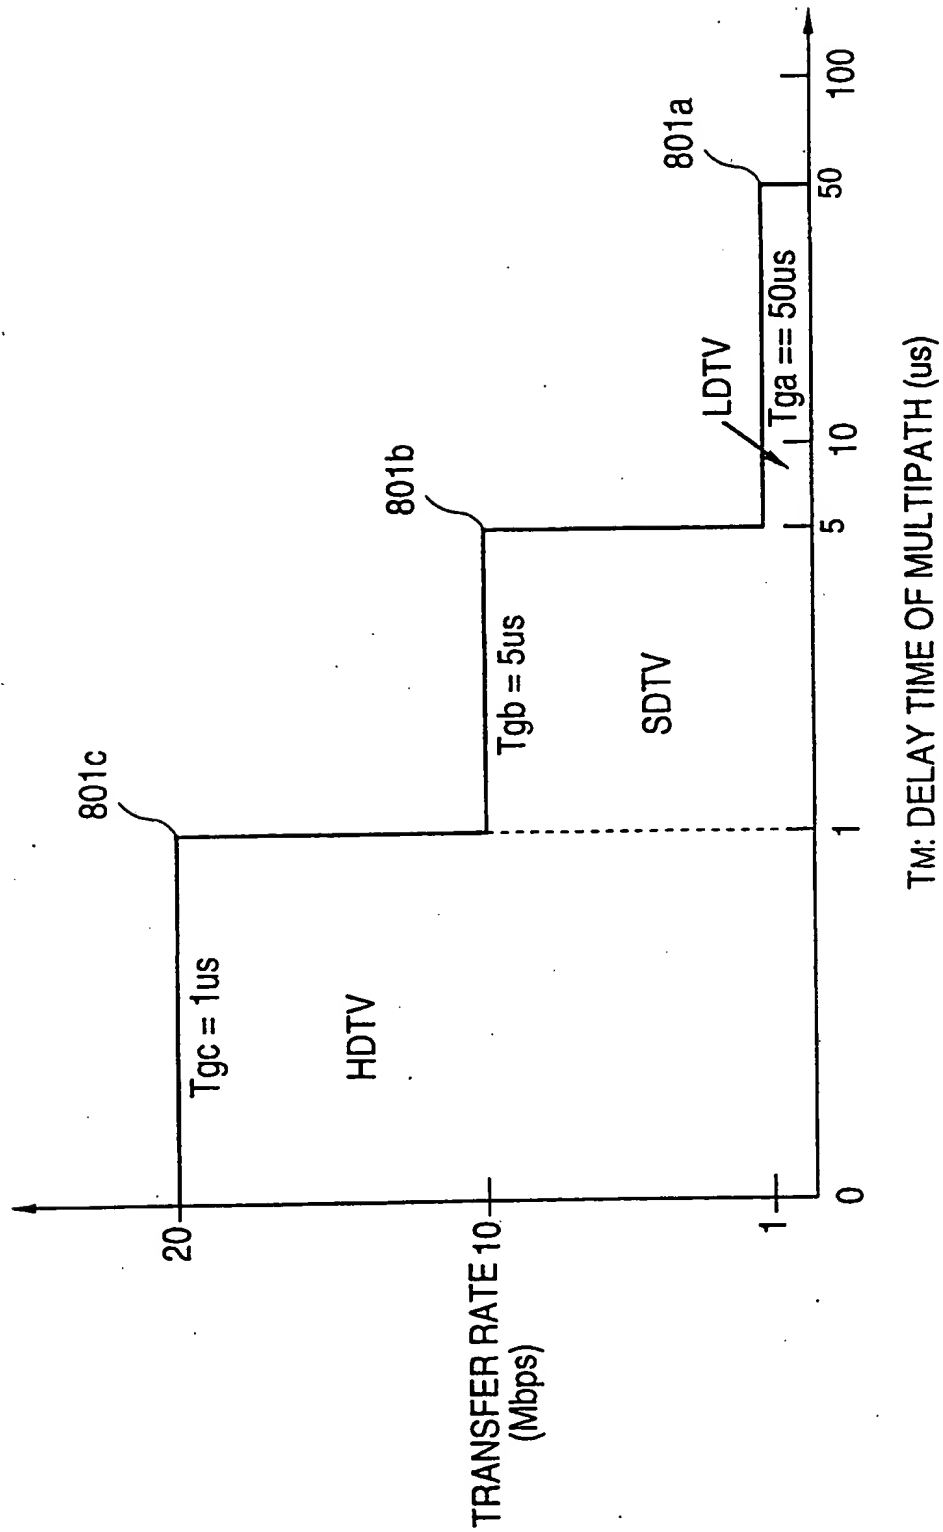 801c
20
Tgc = 1us
HDTV
801b
TRANSFER RATE
(Mbps)
10
Tgb = 5us
SDTV
801a
LDTV
Tga == 50us
1
0
1
5
10
50
100
TM: DELAY TIME OF MULTIPATH (us)